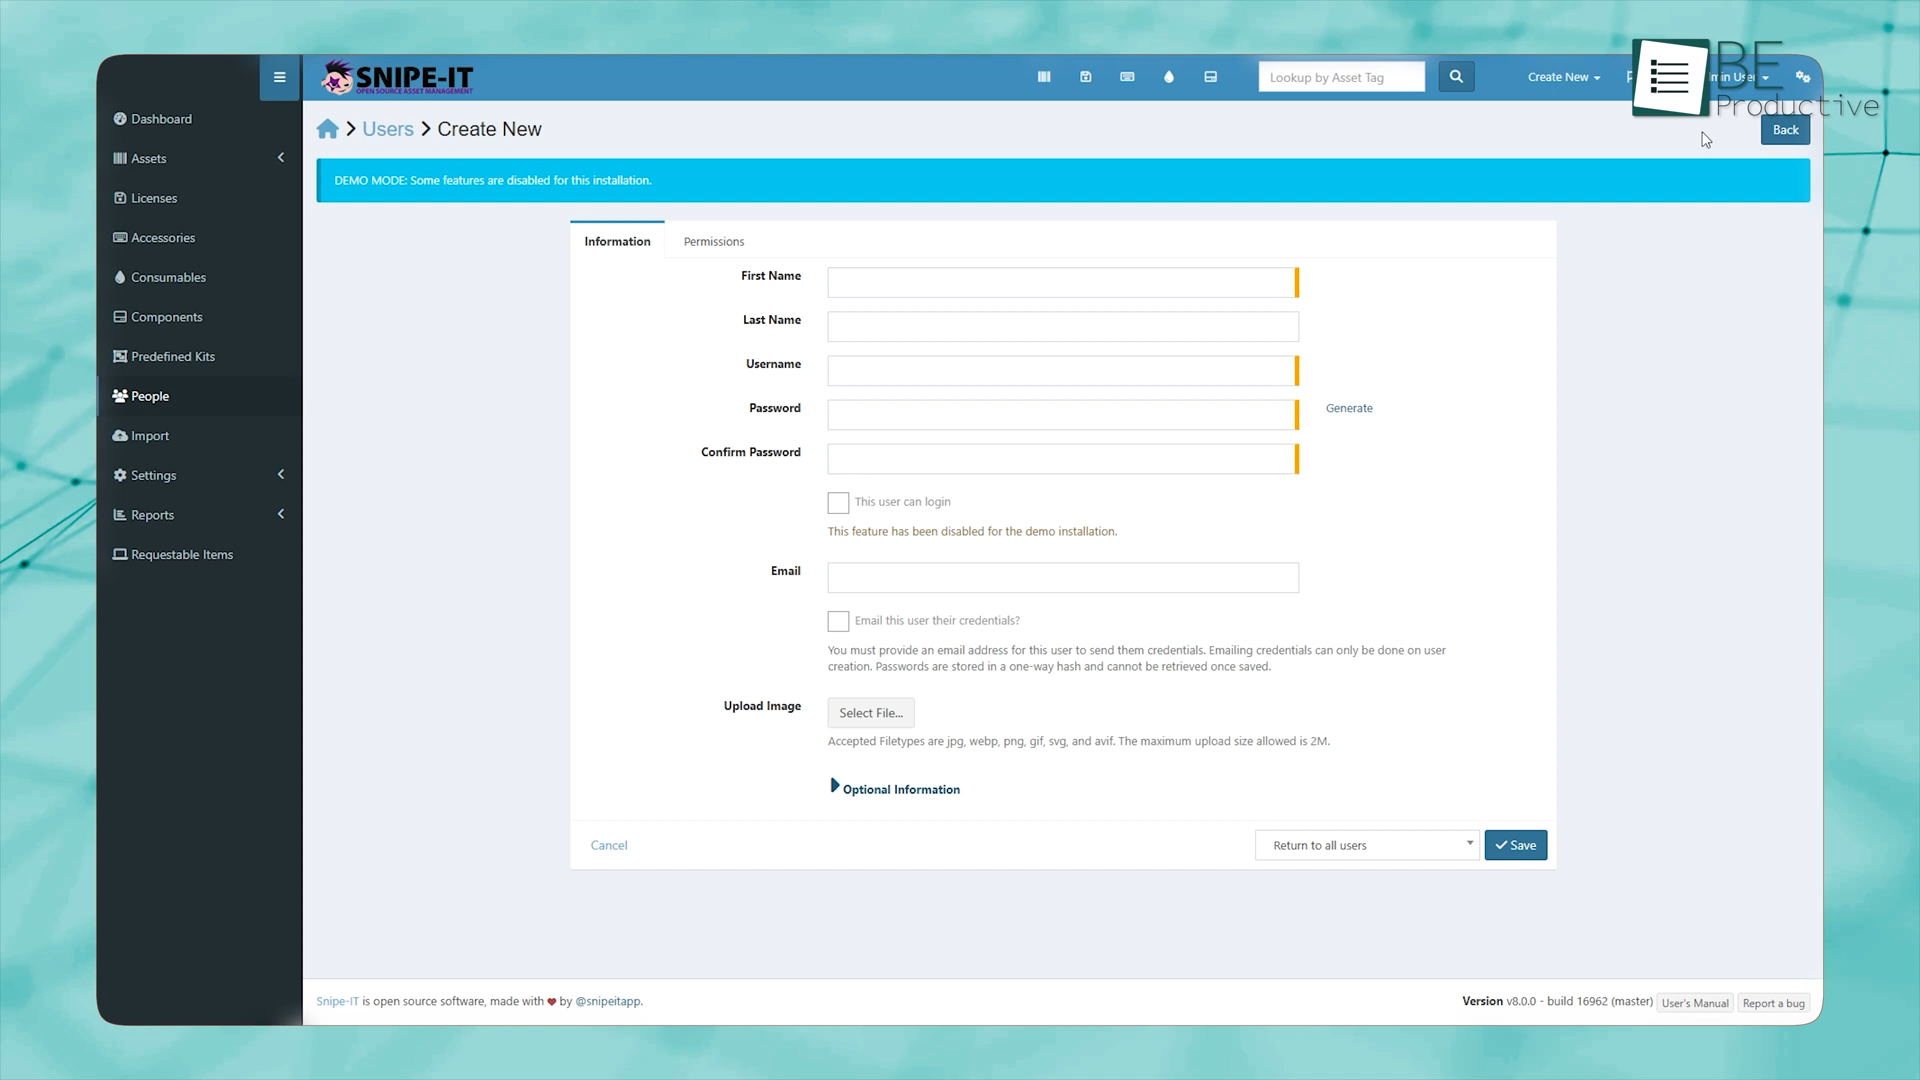 SNIPE-IT
OPEN SOURCE ASSET MANAGEMENT
Lookup by Asset Tag
Create New
min User
BE
Productive
Dashboard
Assets
Licenses
Accessories
Consumables
Components
Predefined Kits
People
Import
Settings
Reports
Requestable Items
Users
Create New
Back
DEMO MODE: Some features are disabled for this installation.
Information
Permissions
First Name
Last Name
Username
Password
Generate
Confirm Password
This user can login
This feature has been disabled for the demo installation.
Email
Email this user their credentials?
You must provide an email address for this user to send them credentials. Emailing credentials can only be done on user
creation. Passwords are stored in a one-way hash and cannot be retrieved once saved.
Upload Image
Select File...
Accepted Filetypes are jpg, webp, png, gif, svg, and avif. The maximum upload size allowed is 2M.
Optional Information
Cancel
Return to all users
Save
Snipe-IT is open source software, made with ❤ by @snipeitapp.
Version v8.0.0 - build 16962 (master)
User's Manual
Report a bug